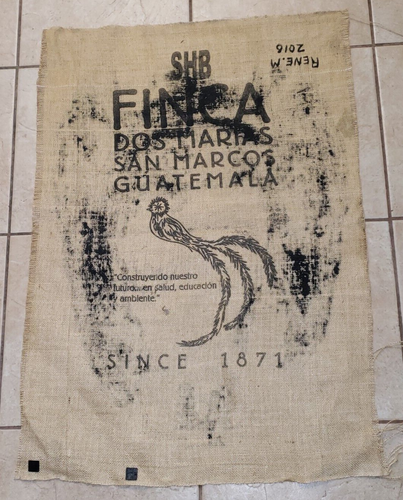 SHB
FINCA
DOS MARIAS
SAN MARCOS
GUATEMALA
"Construyendo nuestro
futuro... en salud, educación
y ambiente."
SINCE 1871
RENE.M
2016